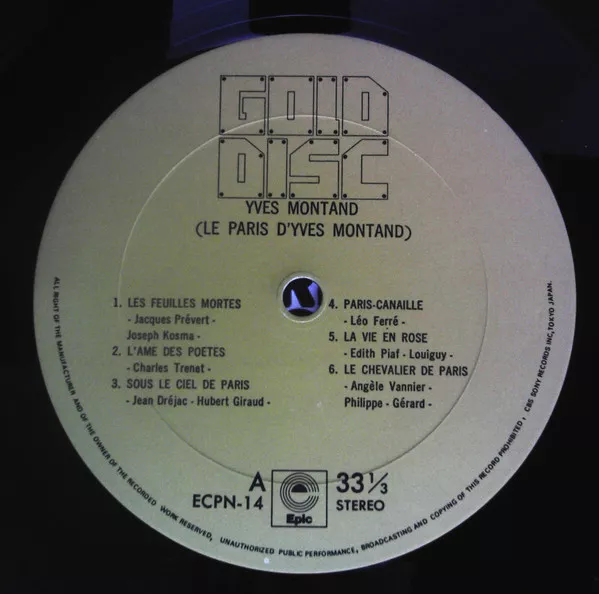 GOLD
DISC
YVES MONTAND
(LE PARIS D'YVES MONTAND)
1. LES FEUILLES MORTES
- Jacques Prévert -
Joseph Kosma -
2. L'AME DES POETES
- Charles Trenet -
3. SOUS LE CIEL DE PARIS
- Jean Dréjac - Hubert Giraud -
4. PARIS-CANAILLE
- Léo Ferré -
5. LA VIE EN ROSE
- Edith Piaf - Louiguy -
6. LE CHEVALIER DE PARIS
- Angèle Vannier -
Philippe - Gérard -
A
ECPN-14
Epic
33 1/3
STEREO
ALL RIGHT OF THE MANUFACTURER AND OF THE OWNER OF THE RECORDED WORK RESERVED, UNAUTHORIZED PUBLIC PERFORMANCE, BROADCASTING AND COPYING OF THIS RECORD PROHIBITED, CBS SONY RECORDS INC, TOKYO JAPAN.